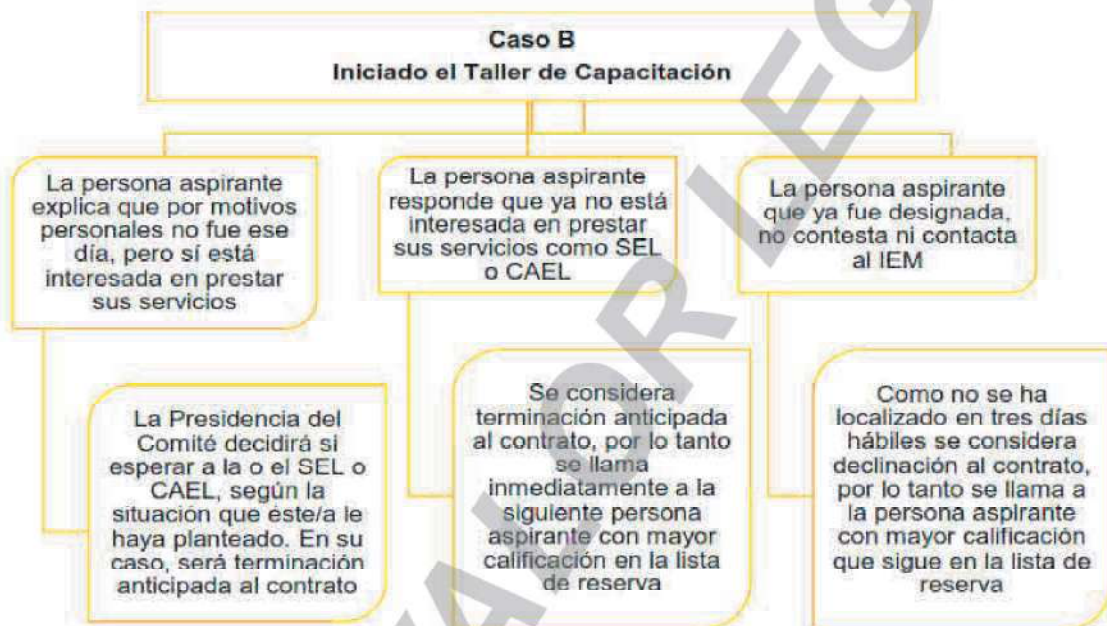 Caso B
Iniciado el Taller de Capacitación
La persona aspirante
explica que por motivos
personales no fue ese
día, pero sí está
interesada en prestar
sus servicios
La Presidencia del
Comité decidirá si
esperar a la o el SEL o
CAEL, según la
situación que éste/a le
haya planteado. En su
caso, será terminación
anticipada al contrato
La persona aspirante
responde que ya no está
interesada en prestar
sus servicios como SEL
o CAEL
Se considera
terminación anticipada
al contrato, por lo tanto
se llama
inmediatamente a la
siguiente persona
aspirante con mayor
calificación en la lista
de reserva
La persona aspirante
que ya fue designada,
no contesta ni contacta
al IEM
Como no se ha
localizado en tres días
hábiles se considera
declinación al contrato,
por lo tanto se llama a
la persona aspirante
con mayor calificación
que sigue en la lista de
reserva
ALOR LEG